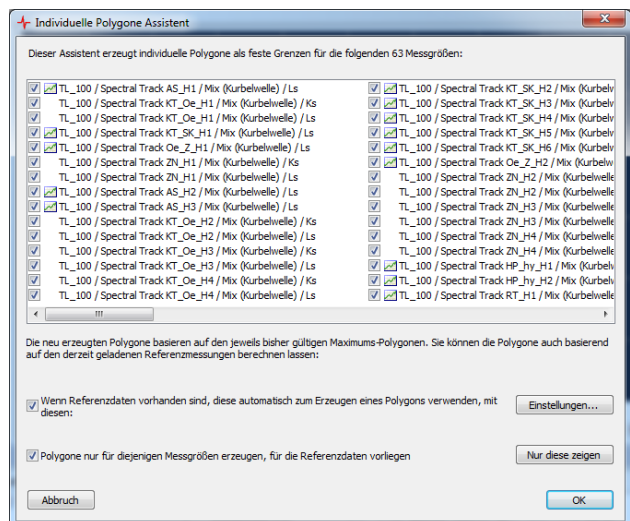 Individuelle Polygone Assistent
Dieser Assistent erzeugt individuelle Polygone als feste Grenzen für die folgenden 63 Messgrößen:
TL_100 / Spectral Track AS_H1 / Mix (Kurbelwelle) / Ls
TL_100 / Spectral Track KT_Oe_H1 / Mix (Kurbelwelle) / Ks
TL_100 / Spectral Track KT_Oe_H1 / Mix (Kurbelwelle) / Ls
TL_100 / Spectral Track KT_SK_H1 / Mix (Kurbelwelle) / Ls
TL_100 / Spectral Track Oe_Z_H1 / Mix (Kurbelwelle) / Ls
TL_100 / Spectral Track ZN_H1 / Mix (Kurbelwelle) / Ks
TL_100 / Spectral Track ZN_H1 / Mix (Kurbelwelle) / Ls
TL_100 / Spectral Track AS_H2 / Mix (Kurbelwelle) / Ls
TL_100 / Spectral Track AS_H3 / Mix (Kurbelwelle) / Ls
TL_100 / Spectral Track KT_Oe_H2 / Mix (Kurbelwelle) / Ks
TL_100 / Spectral Track KT_Oe_H2 / Mix (Kurbelwelle) / Ls
TL_100 / Spectral Track KT_Oe_H3 / Mix (Kurbelwelle) / Ks
TL_100 / Spectral Track KT_Oe_H3 / Mix (Kurbelwelle) / Ls
TL_100 / Spectral Track KT_Oe_H4 / Mix (Kurbelwelle) / Ks
TL_100 / Spectral Track KT_Oe_H4 / Mix (Kurbelwelle) / Ls
TL_100 / Spectral Track KT_SK_H2 / Mix (Kurbelw
TL_100 / Spectral Track KT_SK_H3 / Mix (Kurbelw
TL_100 / Spectral Track KT_SK_H4 / Mix (Kurbelw
TL_100 / Spectral Track KT_SK_H5 / Mix (Kurbelw
TL_100 / Spectral Track KT_SK_H6 / Mix (Kurbelw
TL_100 / Spectral Track Oe_Z_H2 / Mix (Kurbelw
TL_100 / Spectral Track ZN_H2 / Mix (Kurbelwelle
TL_100 / Spectral Track ZN_H2 / Mix (Kurbelwelle
TL_100 / Spectral Track ZN_H3 / Mix (Kurbelwelle
TL_100 / Spectral Track ZN_H3 / Mix (Kurbelwelle
TL_100 / Spectral Track ZN_H4 / Mix (Kurbelwelle
TL_100 / Spectral Track ZN_H4 / Mix (Kurbelwelle
TL_100 / Spectral Track HP_hy_H1 / Mix (Kurbelw
TL_100 / Spectral Track HP_hy_H2 / Mix (Kurbelw
TL_100 / Spectral Track RT_H1 / Mix (Kurbelwelle
Die neu erzeugten Polygone basieren auf den jeweils bisher gültigen Maximums-Polygonen. Sie können die Polygone auch basierend
auf den derzeit geladenen Referenzmessungen berechnen lassen:
Wenn Referenzdaten vorhanden sind, diese automatisch zum Erzeugen eines Polygons verwenden, mit
diesen:
Einstellungen...
Polygone nur für diejenigen Messgrößen erzeugen, für die Referenzdaten vorliegen
Nur diese zeigen
Abbruch
OK